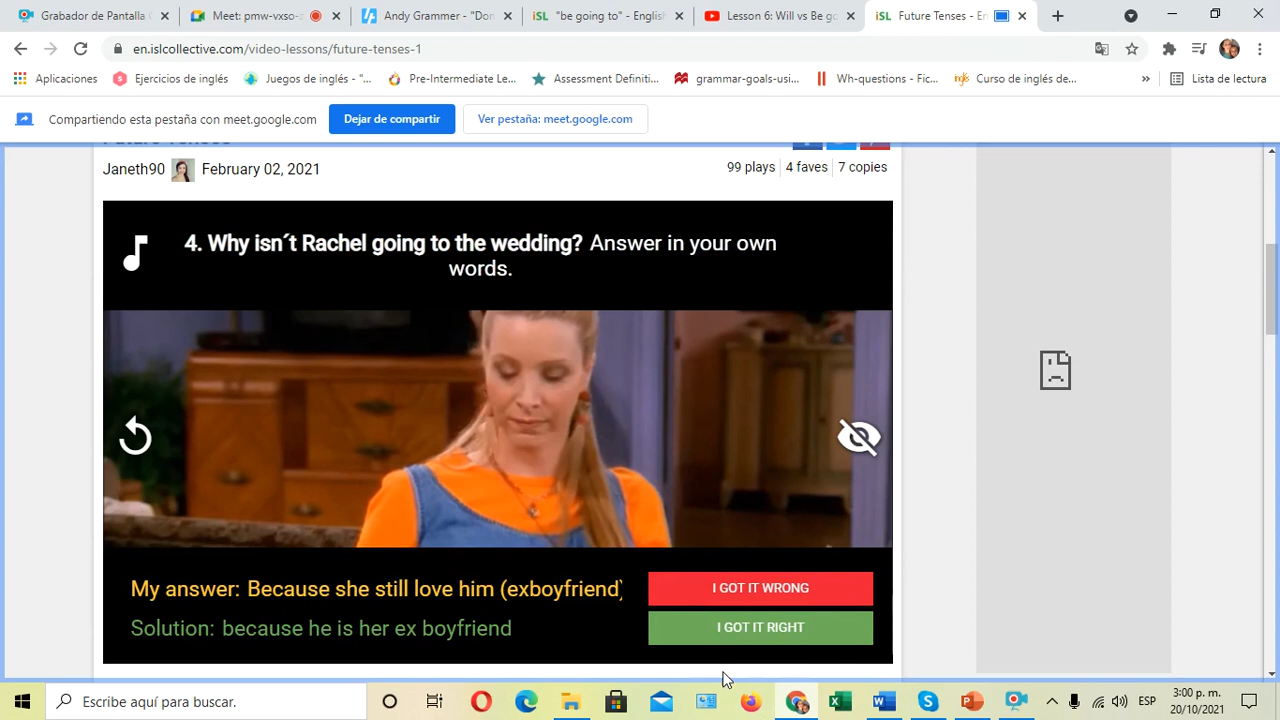 Grabador de Pantalla G
Meet: pmw-vxso-
Andy Grammer - "Don
iSL "be going to" - English
Lesson 6: Will vs Be go
iSL Future Tenses - En
en.islcollective.com/video-lessons/future-tenses-1
Aplicaciones
Ejercicios de inglés
Juegos de inglés - "...
Pre-Intermediate Le...
Assessment Definiti...
grammar-goals-usi...
Wh-questions - Fic...
Curso de inglés de...
»
Lista de lectura
Compartiendo esta pestaña con meet.google.com
Dejar de compartir
Ver pestaña: meet.google.com
Future Tenses
Janeth90
February 02, 2021
99 plays
4 faves
7 copies
4. Why isn´t Rachel going to the wedding? Answer in your own
words.
My answer: Because she still love him (exboyfriend)
I GOT IT WRONG
Solution: because he is her ex boyfriend
I GOT IT RIGHT
Escribe aquí para buscar.
ESP
3:00 p. m.
20/10/2021